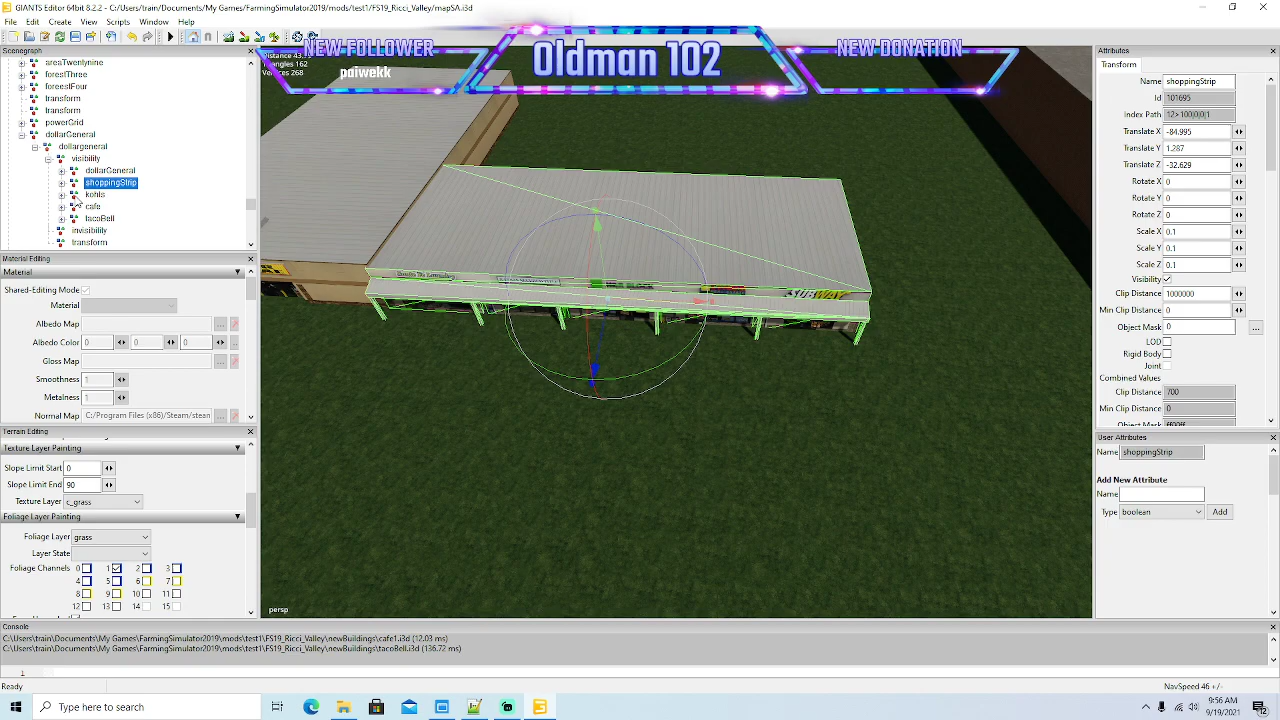 GIANTS Editor 64bit 8.2.2 - C:/Users/train/Documents/My Games/FarmingSimulator2019/mods/test1/FS19_Ricci_Valley/mapSA.i3d
Window Help
NEW FOLLOWER
paiwekk
Oldman 102
NEW DONATION
areaTwenty
forestThree
forestFour
transform
powerGrid
dollarGeneral
dollargeneral
visibility
dollarGeneral
shoppingStrip
kohls
cafe
tacoBell
invisibility
transform
Material Editing
Material
Shared-Editing Mode
Material
Albedo Map
Albedo Color 0 0 0
Gloss Map
Smoothness 1
Metalness 1
Normal Map C:/Program Files (x86)/Steam/stean
Terrain Editing
Texture Layer Painting
Slope Limit Start 0
Slope Limit End 90
Texture Layer c_grass
Foliage Layer Painting
Foliage Layer grass
Layer State
Foliage Channels 0 1 2 3
4 5 6 7
8 9 10 11
12 13 14 15
Vertices 268
SUBWAY
persp
Attributes
Transform
Name shoppingStrip
Id 101695
Index Path 12>100|0|0|1
Translate X -84.995
Translate Y 1.287
Translate Z -32.629
Rotate X 0
Rotate Y 0
Rotate Z 0
Scale X 0.1
Scale Y 0.1
Scale Z 0.1
Visibility
Clip Distance 1000000
Min Clip Distance 0
Object Mask 0
LOD
Rigid Body
Joint
Combined Values
Clip Distance 700
Min Clip Distance 0
User Attributes
Name shoppingStrip
Add New Attribute
Name
Type boolean Add
Console
C:\Users\train\Documents\My Games\FarmingSimulator2019\mods\test1\FS19_Ricci_Valley\newBuildings\cafe1.i3d (12.03 ms)
C:\Users\train\Documents\My Games\FarmingSimulator2019\mods\test1\FS19_Ricci_Valley\newBuildings\tacoBell.i3d (136.72 ms)
1
Ready
NavSpeed 46 +/-
Type here to search
9:56 AM
9/19/2021